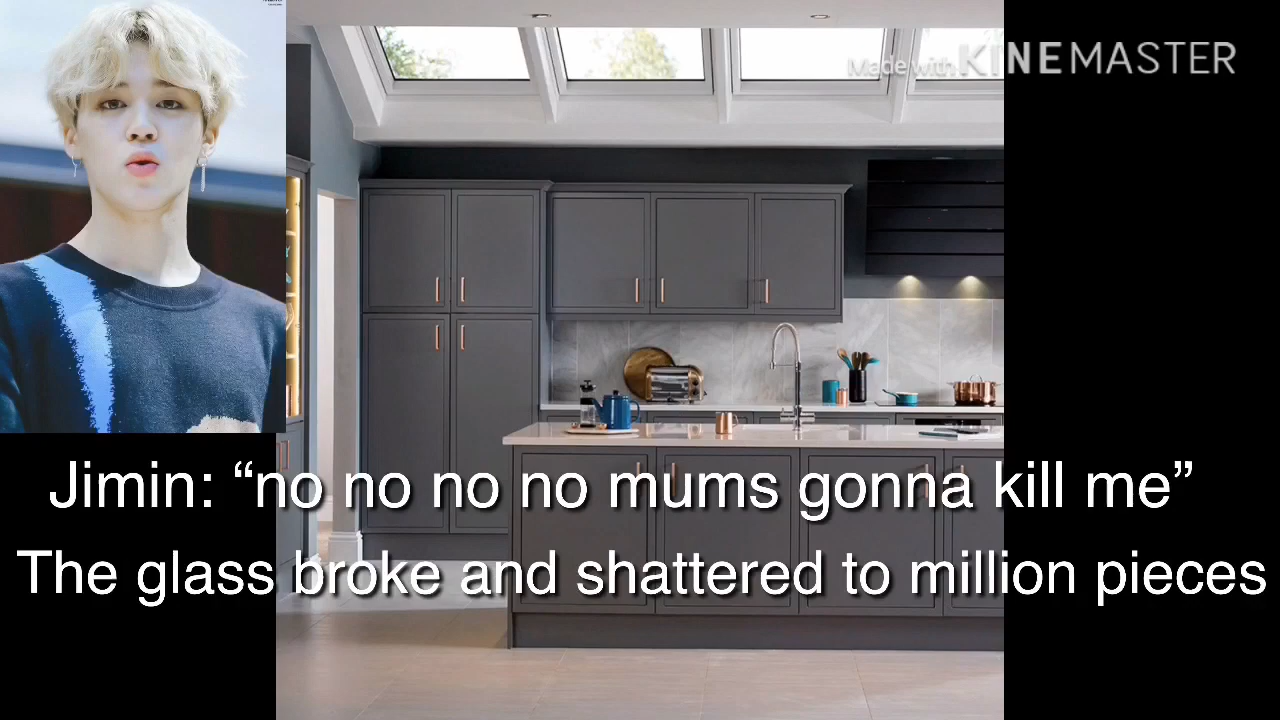 Made with KINEMASTER
Jimin: “no no no no mums gonna kill me”
The glass broke and shattered to million pieces